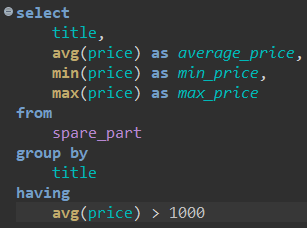 select
title,
avg(price) as average_price,
min(price) as min_price,
max(price) as max_price
from
spare_part
group by
title
having
avg(price) > 1000